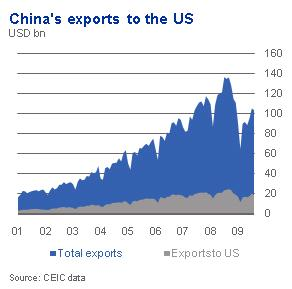 China's exports to the US
USD bn
160
140
120
100
80
60
40
20
0
01 02 03 04 05 06 07 08 09
Total exports Exportsto US
Source: CEIC data